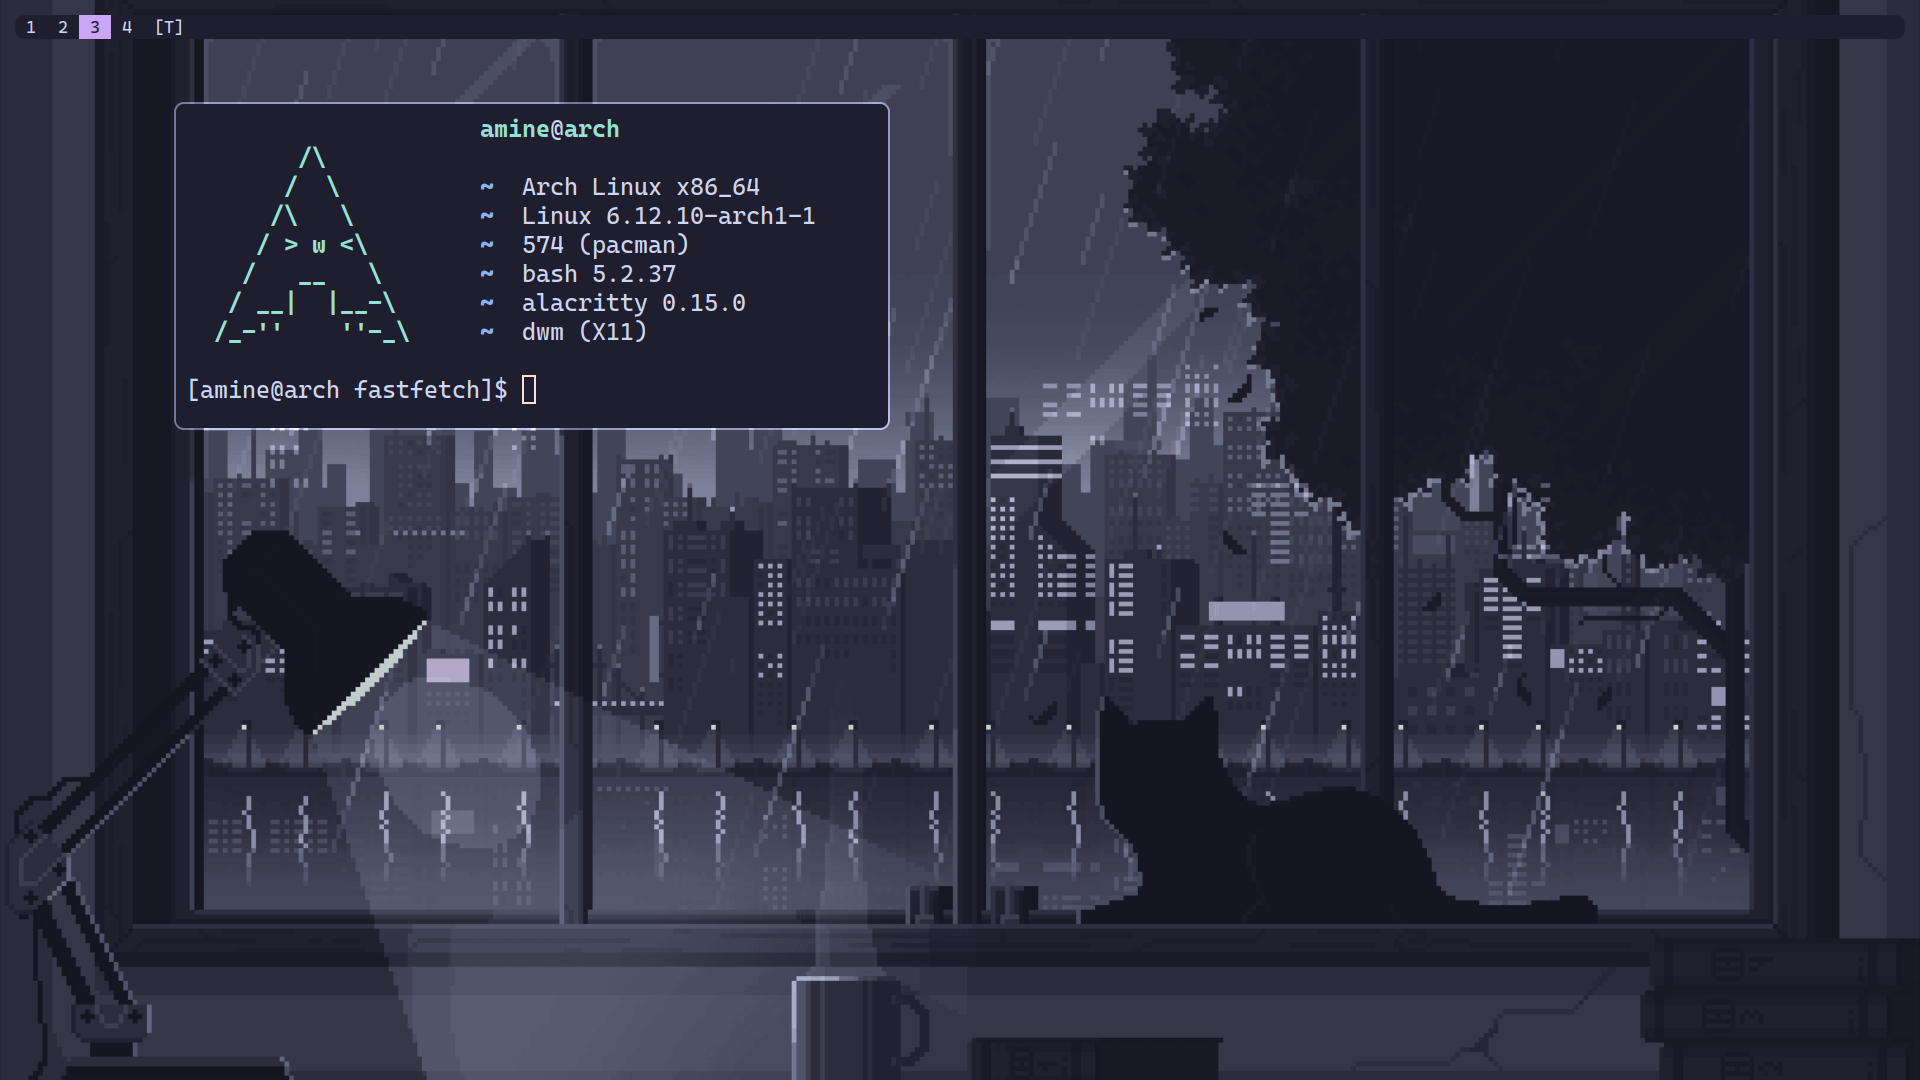 1 2 3 4 [T]
amine@arch
/\
/  \
/\    \
/ > w <\
/   __   \
/ __|  |__-\
/_-''    ''-_\
~ Arch Linux x86_64
~ Linux 6.12.10-arch1-1
~ 574 (pacman)
~ bash 5.2.37
~ alacritty 0.15.0
~ dwm (X11)
[amine@arch fastfetch]$